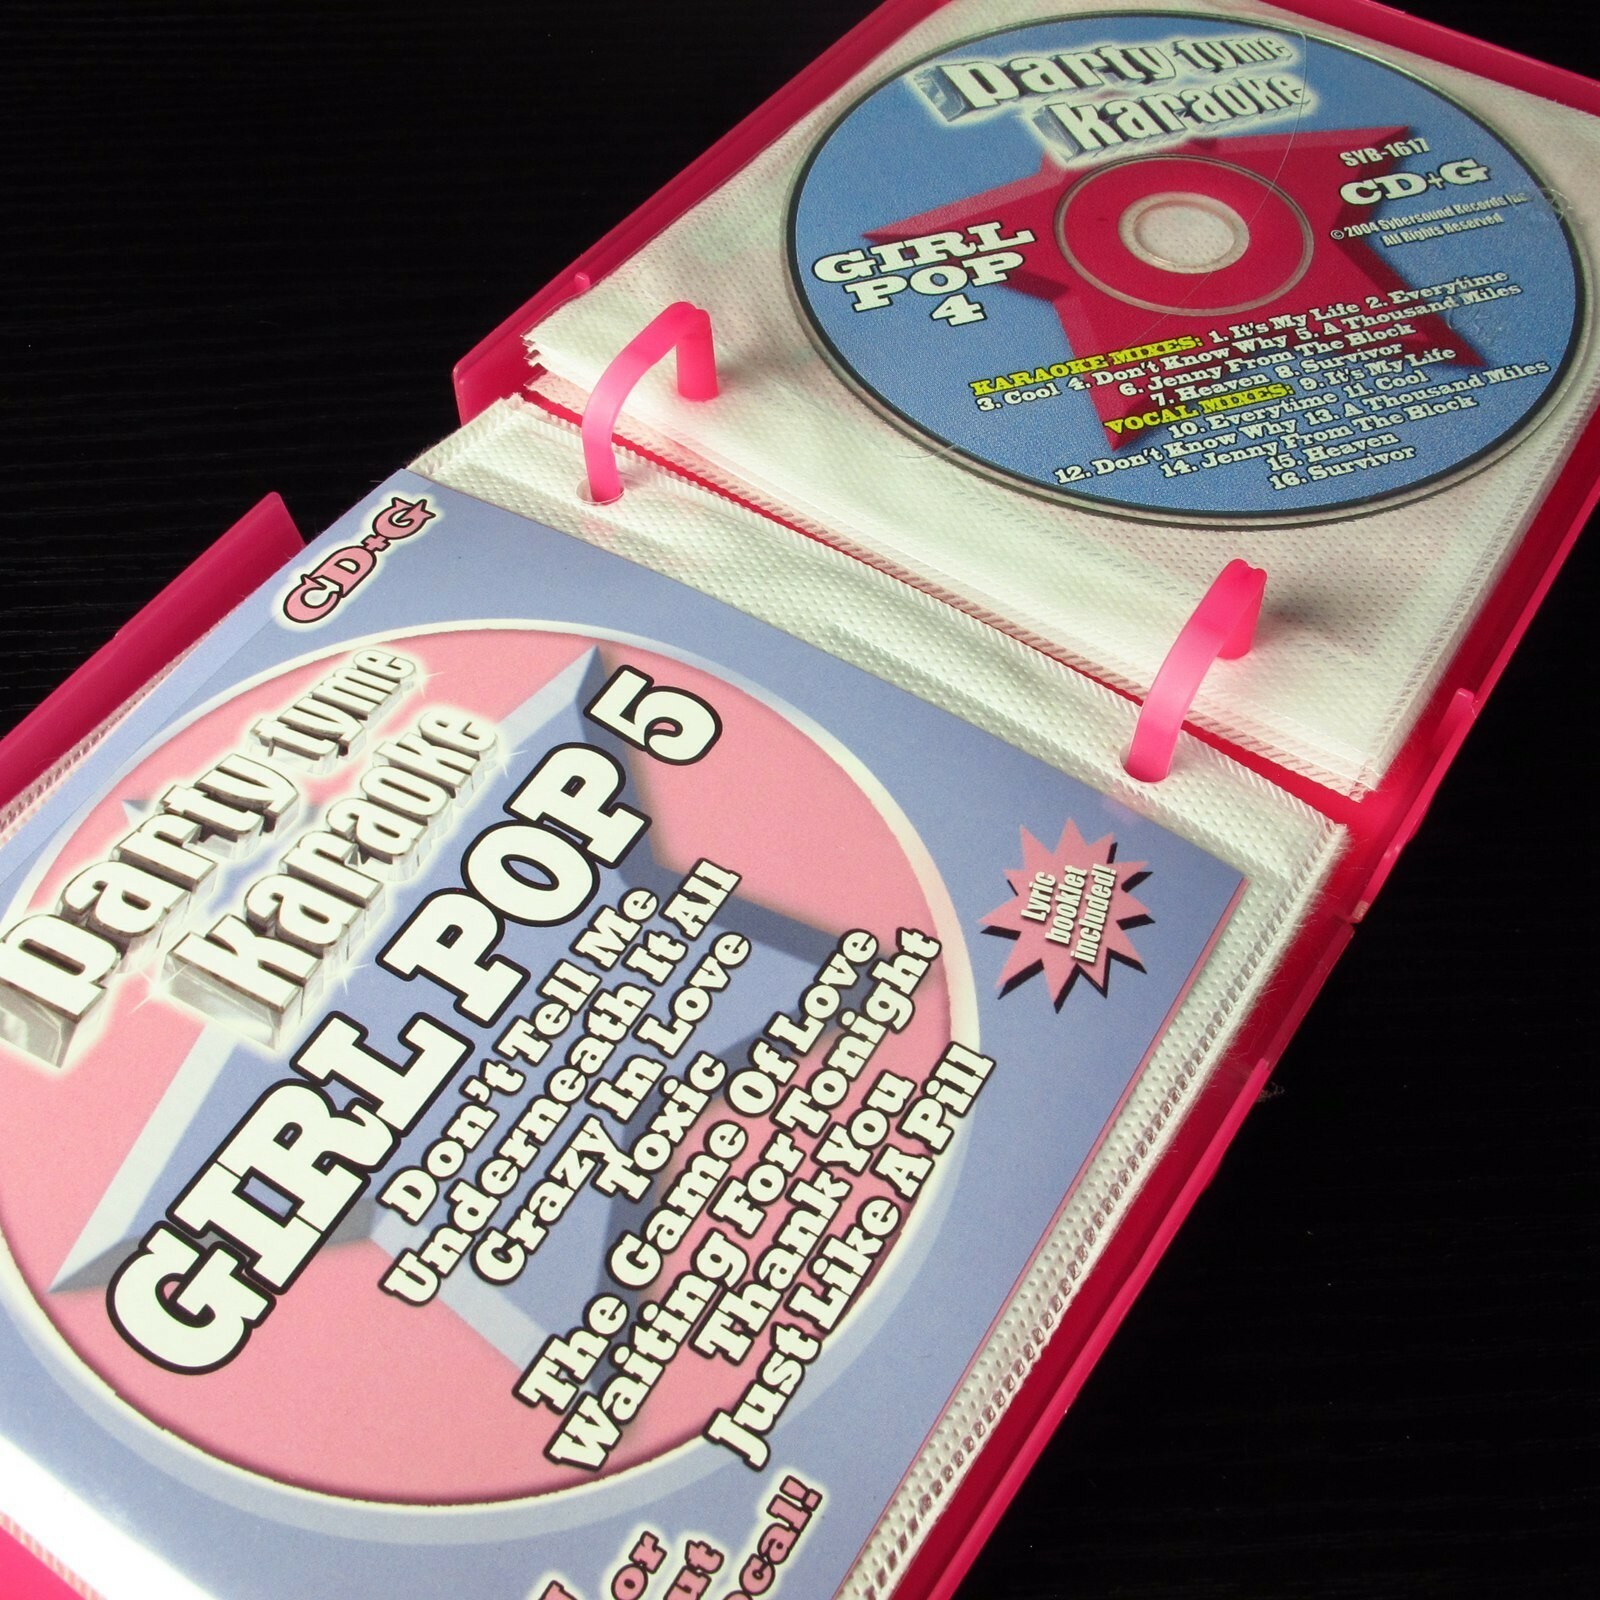 party tyme
karaoke
SYB-1617
CD+G
©2004 Sybersound Records Inc.
All Rights Reserved
GIRL
POP
4
KARAOKE MIXES: 1. It's My Life 2. Everytime
3. Cool 4. Don't Know Why 5. A Thousand Miles
6. Jenny From The Block
7. Heaven 8. Survivor
VOCAL MIXES: 9. It's My Life
10. Everytime 11. Cool
12. Don't Know Why 13. A Thousand Miles
14. Jenny From The Block
15. Heaven
16. Survivor
CD+G
party tyme
karaoke
GIRL POP 5
Don't Tell Me
Underneath It All
Crazy In Love
Toxic
The Game Of Love
Waiting For Tonight
Thank You
Just Like A Pill
Lyric
booklet
included!
or